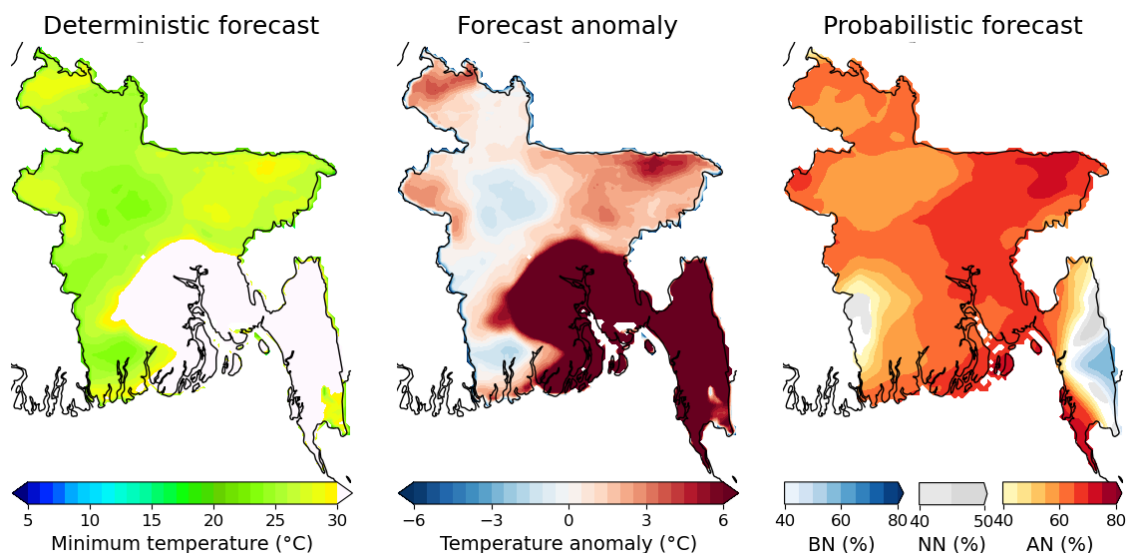 Deterministic forecast
Forecast anomaly
Probabilistic forecast
5 10 15 20 25 30
Minimum temperature (°C)
−6 −3 0 3 6
Temperature anomaly (°C)
40 60 80
BN (%)
40 50
NN (%)
40 60 80
AN (%)